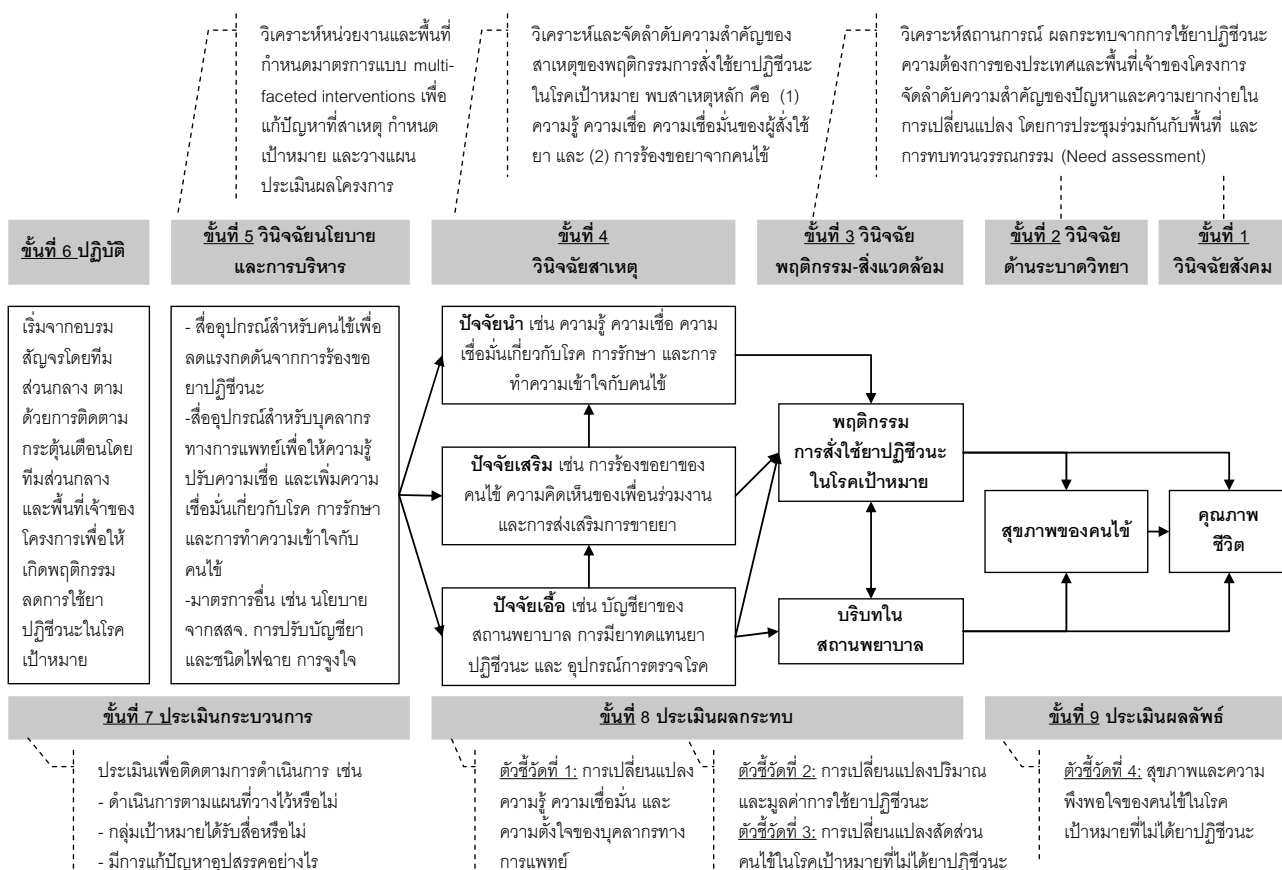 วิเคราะห์หน่วยงานและพื้นที่
กำหนดมาตรการแบบ multi-
faceted interventions เพื่อ
แก้ปัญหาที่สาเหตุ กำหนด
เป้าหมาย และวางแผน
ประเมินผลโครงการ
วิเคราะห์และจัดลำดับความสำคัญของ
สาเหตุของพฤติกรรมการสั่งใช้ยาปฏิชีวนะ
ในโรคเป้าหมาย พบสาเหตุหลัก คือ (1)
ความรู้ ความเชื่อ ความเชื่อมั่นของผู้สั่งใช้
ยา และ (2) การร้องขอยาจากคนไข้
วิเคราะห์สถานการณ์ ผลกระทบจากการใช้ยาปฏิชีวนะ
ความต้องการของประเทศและพื้นที่เจ้าของโครงการ
จัดลำดับความสำคัญของปัญหาและความยากง่ายใน
การเปลี่ยนแปลง โดยการประชุมร่วมกันกับพื้นที่ และ
การทบทวนวรรณกรรม (Need assessment)
ขั้นที่ 6 ปฏิบัติ
ขั้นที่ 5 วินิจฉัยนโยบาย
และการบริหาร
ขั้นที่ 4
วินิจฉัยสาเหตุ
ขั้นที่ 3 วินิจฉัย
พฤติกรรม-สิ่งแวดล้อม
ขั้นที่ 2 วินิจฉัย
ด้านระบาดวิทยา
ขั้นที่ 1
วินิจฉัยสังคม
เริ่มจากอบรม
สัญจรโดยทีม
ส่วนกลาง ตาม
ด้วยการติดตาม
กระตุ้นเตือนโดย
ทีมส่วนกลาง
และพื้นที่เจ้าของ
โครงการเพื่อให้
เกิดพฤติกรรม
ลดการใช้ยา
ปฏิชีวนะในโรค
เป้าหมาย
- สื่ออุปกรณ์สำหรับคนไข้เพื่อ
ลดแรงกดดันจากการร้องขอ
ยาปฏิชีวนะ
-สื่ออุปกรณ์สำหรับบุคลากร
ทางการแพทย์เพื่อให้ความรู้
ปรับความเชื่อ และเพิ่มความ
เชื่อมั่นเกี่ยวกับโรค การรักษา
และการทำความเข้าใจกับ
คนไข้
-มาตรการอื่น เช่น นโยบาย
จากสสจ. การปรับบัญชียา
และชนิดไฟฉาย การจูงใจ
ปัจจัยนำ เช่น ความรู้ ความเชื่อ ความ
เชื่อมั่นเกี่ยวกับโรค การรักษา และการ
ทำความเข้าใจกับคนไข้
ปัจจัยเสริม เช่น การร้องขอยาของ
คนไข้ ความคิดเห็นของเพื่อนร่วมงาน
และการส่งเสริมการขายยา
ปัจจัยเอื้อ เช่น บัญชียาของ
สถานพยาบาล การมียาทดแทนยา
ปฏิชีวนะ และ อุปกรณ์การตรวจโรค
พฤติกรรม
การสั่งใช้ยาปฏิชีวนะ
ในโรคเป้าหมาย
บริบทใน
สถานพยาบาล
สุขภาพของคนไข้
คุณภาพ
ชีวิต
ขั้นที่ 7 ประเมินกระบวนการ
ขั้นที่ 8 ประเมินผลกระทบ
ขั้นที่ 9 ประเมินผลลัพธ์
ประเมินเพื่อติดตามการดำเนินการ เช่น
- ดำเนินการตามแผนที่วางไว้หรือไม่
- กลุ่มเป้าหมายได้รับสื่อหรือไม่
- มีการแก้ปัญหาอุปสรรคอย่างไร
ตัวชี้วัดที่ 1: การเปลี่ยนแปลง
ความรู้ ความเชื่อมั่น และ
ความตั้งใจของบุคลากรทาง
การแพทย์
ตัวชี้วัดที่ 2: การเปลี่ยนแปลงปริมาณ
และมูลค่าการใช้ยาปฏิชีวนะ
ตัวชี้วัดที่ 3: การเปลี่ยนแปลงสัดส่วน
คนไข้ในโรคเป้าหมายที่ไม่ได้ยาปฏิชีวนะ
ตัวชี้วัดที่ 4: สุขภาพและความ
พึงพอใจของคนไข้ในโรค
เป้าหมายที่ไม่ได้ยาปฏิชีวนะ